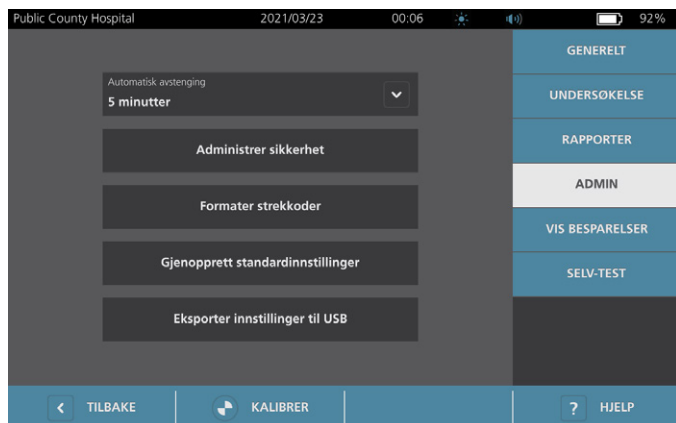 Public County Hospital 2021/03/23 00:06 92%
GENERELT
Automatisk avstenging
5 minutter
UNDERSØKELSE
Administrer sikkerhet
RAPPORTER
Formater strekkoder
ADMIN
Gjenopprett standardinnstillinger
VIS BESPARELSER
Eksporter innstillinger til USB
SELV-TEST
TILBAKE KALIBRER ? HJELP